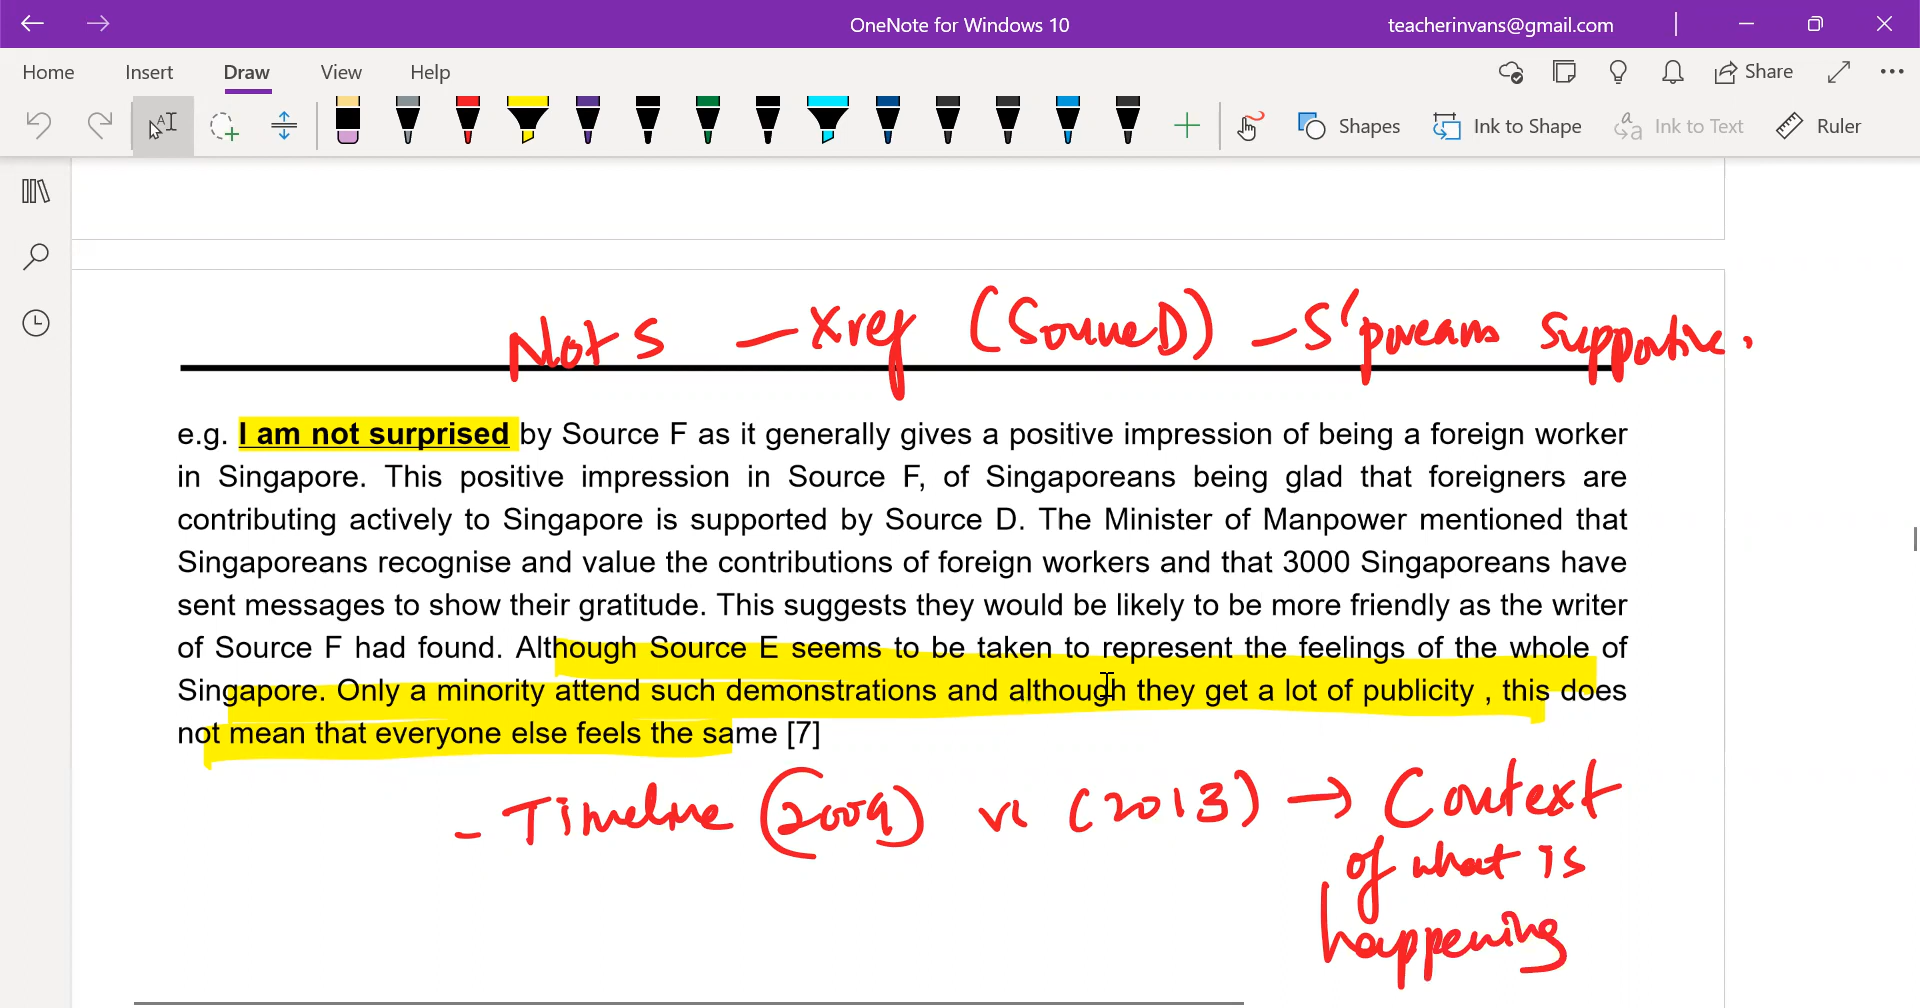 OneNote for Windows 10
teacherinvans@gmail.com
Home Insert Draw View Help
Share
Shapes Ink to Shape Ink to Text Ruler
Not S - Xref (Source D) - S'poreans supportive.
e.g. I am not surprised by Source F as it generally gives a positive impression of being a foreign worker
in Singapore. This positive impression in Source F, of Singaporeans being glad that foreigners are
contributing actively to Singapore is supported by Source D. The Minister of Manpower mentioned that
Singaporeans recognise and value the contributions of foreign workers and that 3000 Singaporeans have
sent messages to show their gratitude. This suggests they would be likely to be more friendly as the writer
of Source F had found. Although Source E seems to be taken to represent the feelings of the whole of
Singapore. Only a minority attend such demonstrations and although they get a lot of publicity , this does
not mean that everyone else feels the same [7]
- Timeline (2009) vs (2013) → Context
of what is
happening